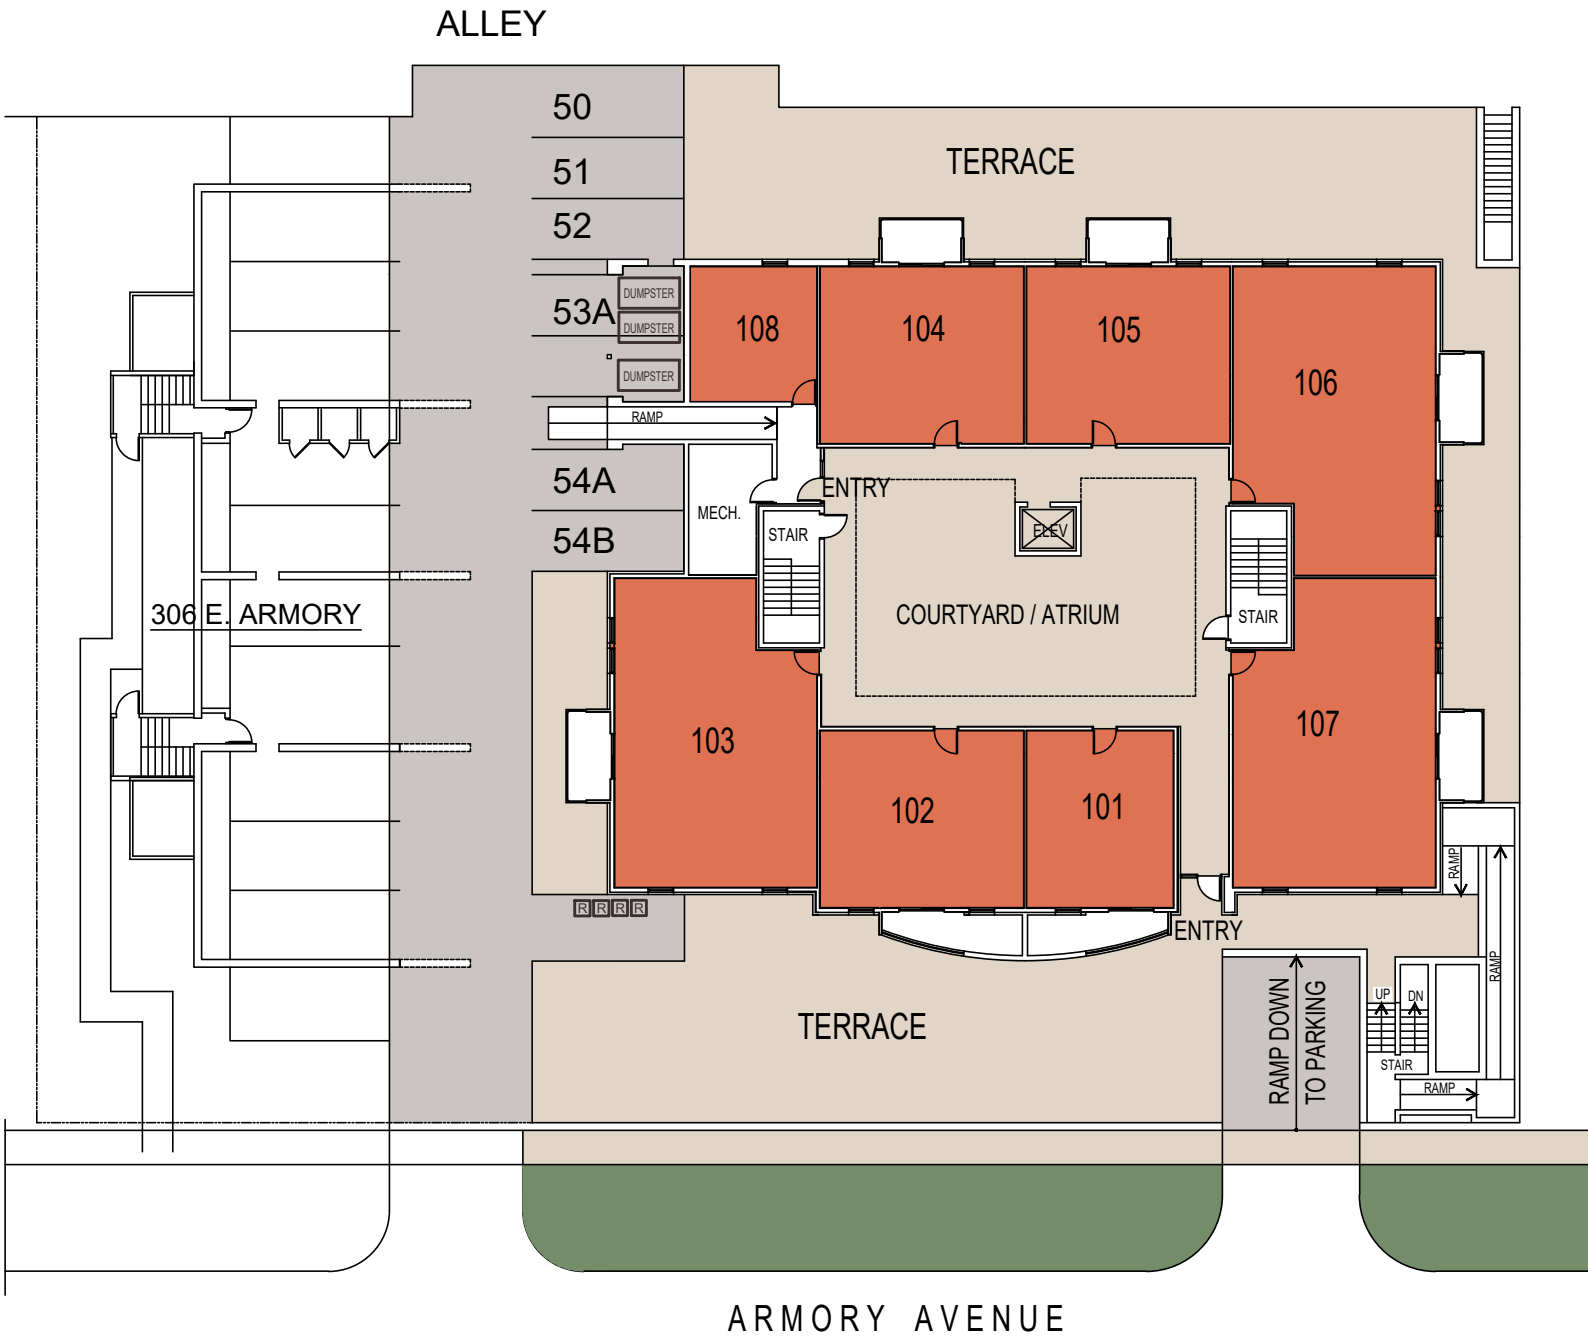 ALLEY
50
51
TERRACE
52
DUMPSTER
53A
DUMPSTER
108
104
105
DUMPSTER
106
RAMP
54A
ENTRY
MECH.
STAIR
ELEV
54B
306 E. ARMORY
COURTYARD / ATRIUM
STAIR
103
107
102
101
RAMP
R R R R
ENTRY
RAMP
UP
DN
RAMP DOWN
TO PARKING
TERRACE
STAIR
RAMP
ARMORY AVENUE